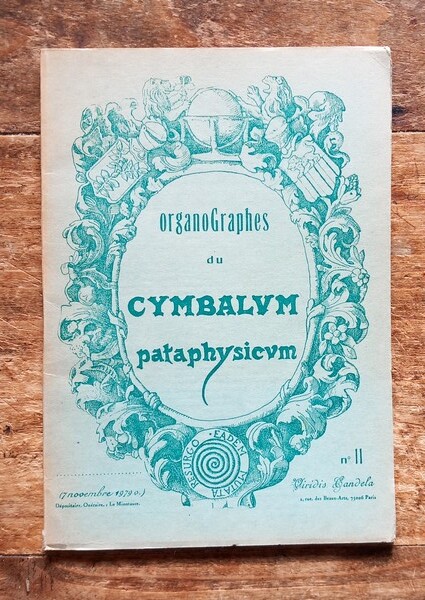 organoGraphes
du
CYMBALVM
pataphysicvm
EADEM MUTATA RESURGO
nº 11
(7 novembre 1979 o.)
Viridis Candela
2, rue des Beaux-Arts, 75006 Paris